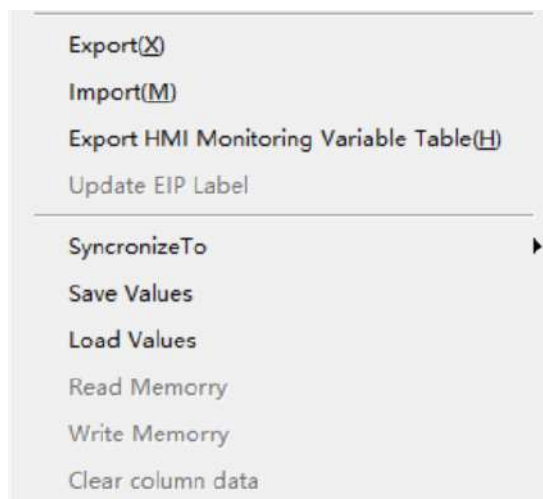 Export(X)
Import(M)
Export HMI Monitoring Variable Table(H)
Update EIP Label
SyncronizeTo
Save Values
Load Values
Read Memorry
Write Memorry
Clear column data